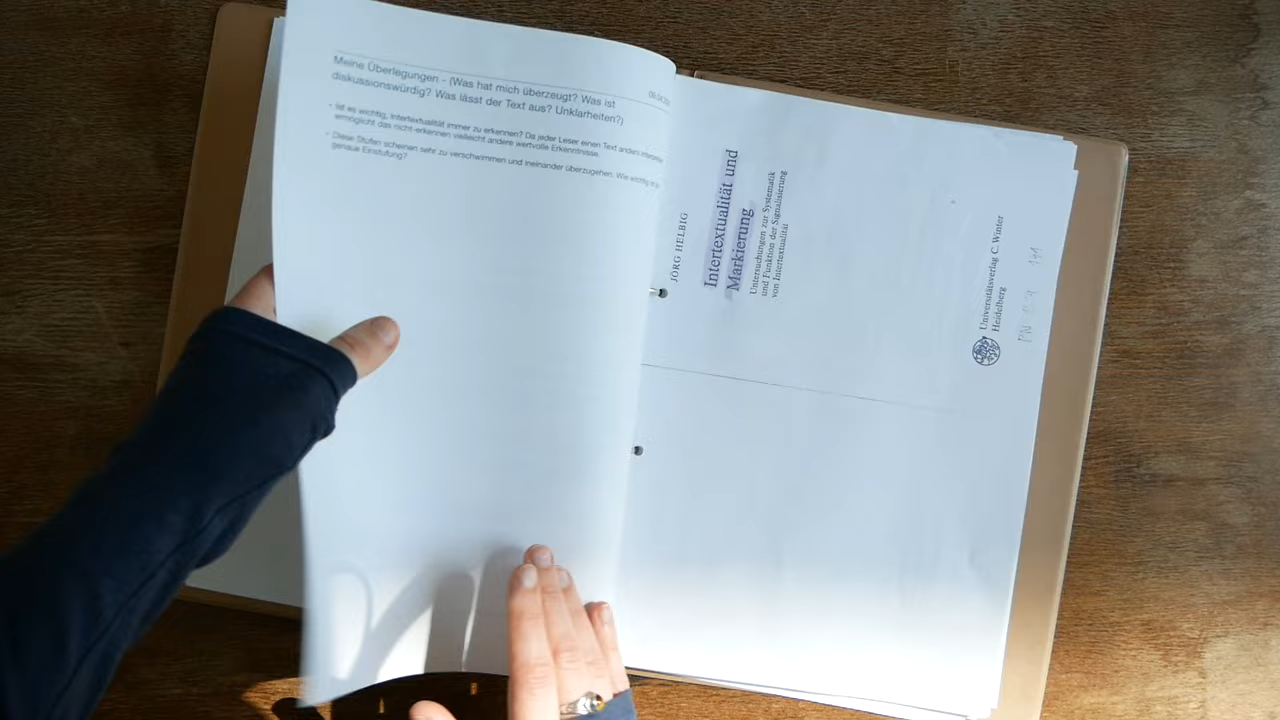 Meine Überlegungen - (Was hat mich überzeugt? Was ist
diskussionswürdig? Was lässt der Text aus? Unklarheiten?)
- Ist es wichtig, Intertextualität immer zu erkennen? Da jeder Leser einen Text anders
ermöglicht das nicht-erkennen vielleicht andere wertvolle Erkenntnisse.
- Diese Stufen scheinen sehr zu verschwimmen und ineinander überzugehen. Wie wichtig
genaue Einstufung?
JÖRG HELBIG
Intertextualität und
Markierung
Untersuchungen zur Systematik
und Funktion der Signalisierung
von Intertextualität
Universitätsverlag C. Winter
Heidelberg